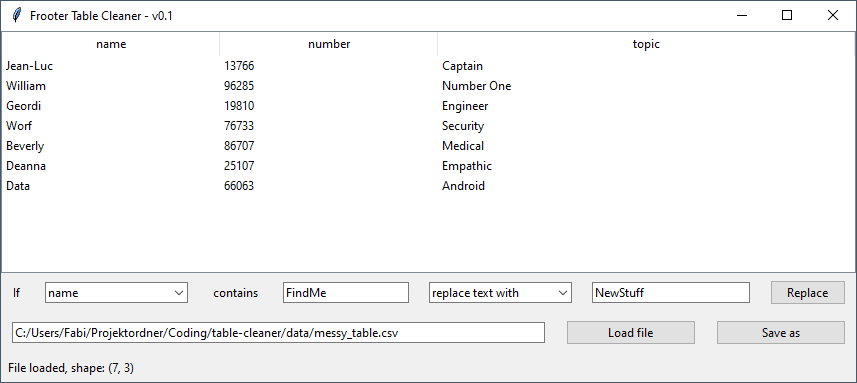 Frooter Table Cleaner - v0.1
name number topic
Jean-Luc 13766 Captain
William 96285 Number One
Geordi 19810 Engineer
Worf 76733 Security
Beverly 86707 Medical
Deanna 25107 Empathic
Data 66063 Android
If name contains FindMe replace text with NewStuff Replace
C:/Users/Fabi/Projektordner/Coding/table-cleaner/data/messy_table.csv Load file Save as
File loaded, shape: (7, 3)